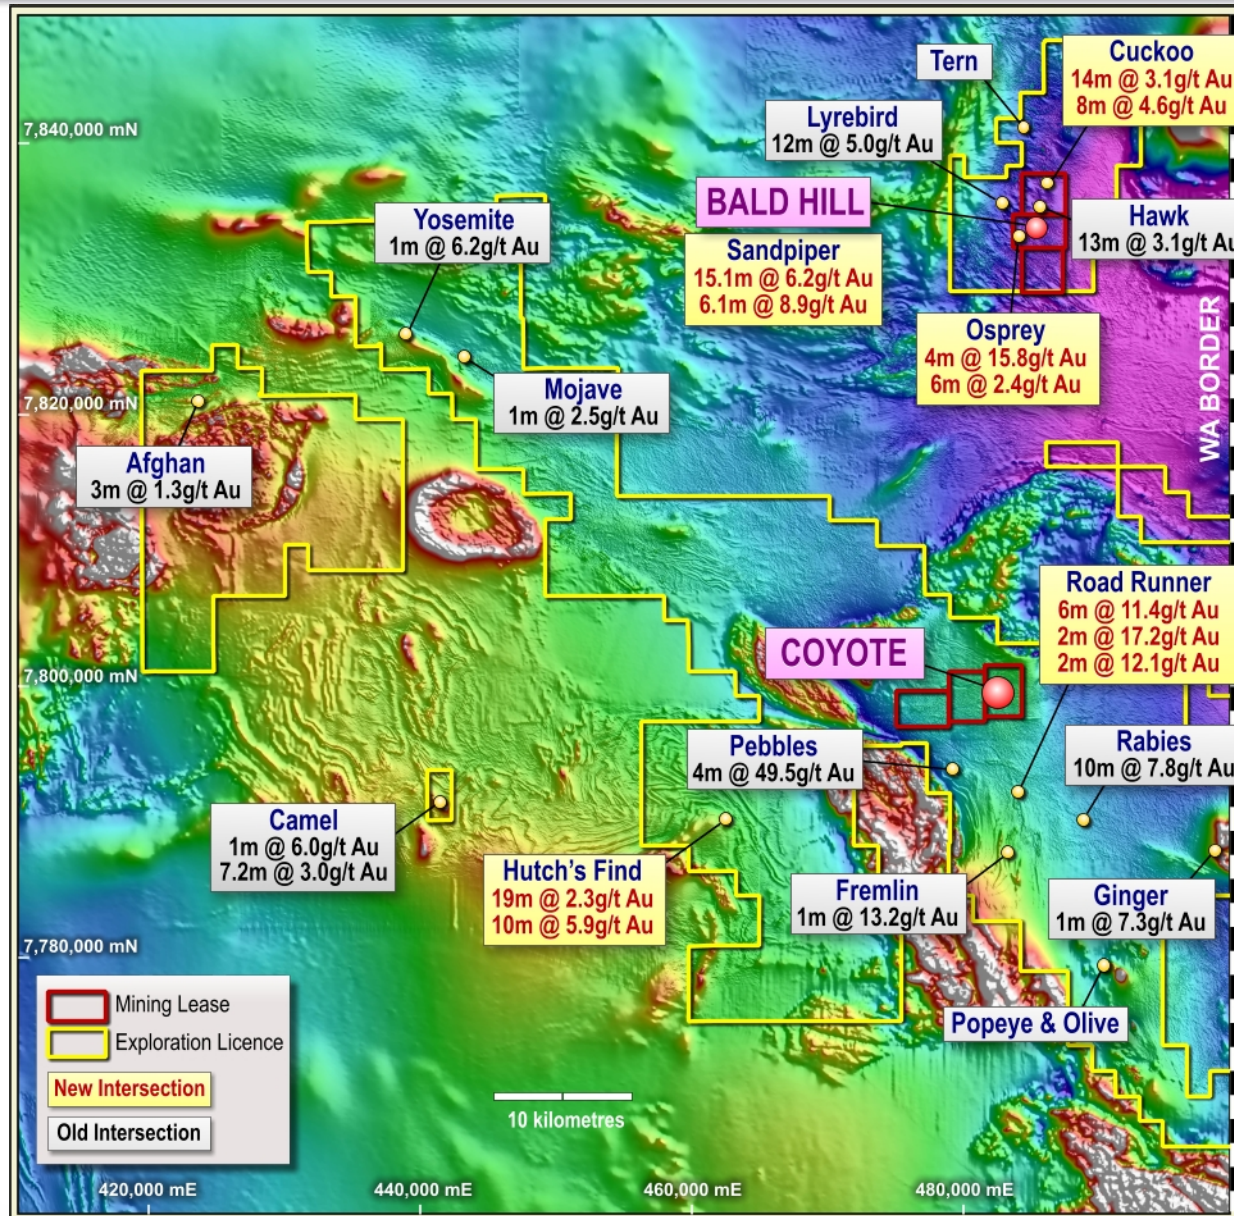 Tern
Cuckoo
14m @ 3.1g/t Au
8m @ 4.6g/t Au
7,840,000 mN
Lyrebird
12m @ 5.0g/t Au
BALD HILL
Hawk
13m @ 3.1g/t Au
Yosemite
1m @ 6.2g/t Au
Sandpiper
15.1m @ 6.2g/t Au
6.1m @ 8.9g/t Au
WA BORDER
Osprey
4m @ 15.8g/t Au
6m @ 2.4g/t Au
Mojave
1m @ 2.5g/t Au
7,820,000 mN
Afghan
3m @ 1.3g/t Au
Road Runner
6m @ 11.4g/t Au
2m @ 17.2g/t Au
2m @ 12.1g/t Au
COYOTE
7,800,000 mN
Pebbles
4m @ 49.5g/t Au
Rabies
10m @ 7.8g/t Au
Camel
1m @ 6.0g/t Au
7.2m @ 3.0g/t Au
Hutch's Find
19m @ 2.3g/t Au
10m @ 5.9g/t Au
Fremlin
1m @ 13.2g/t Au
Ginger
1m @ 7.3g/t Au
7,780,000 mN
Popeye & Olive
Mining Lease
Exploration Licence
New Intersection
Old Intersection
10 kilometres
420,000 mE
440,000 mE
460,000 mE
480,000 mE